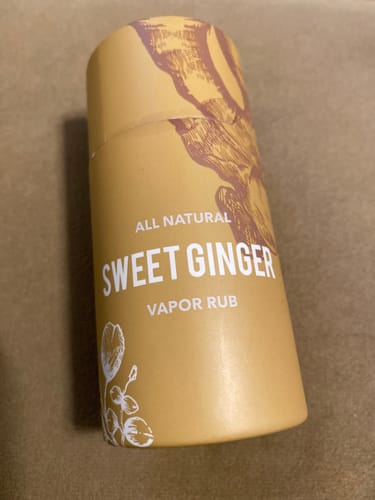 ALL NATURAL
SWEET GINGER
VAPOR RUB